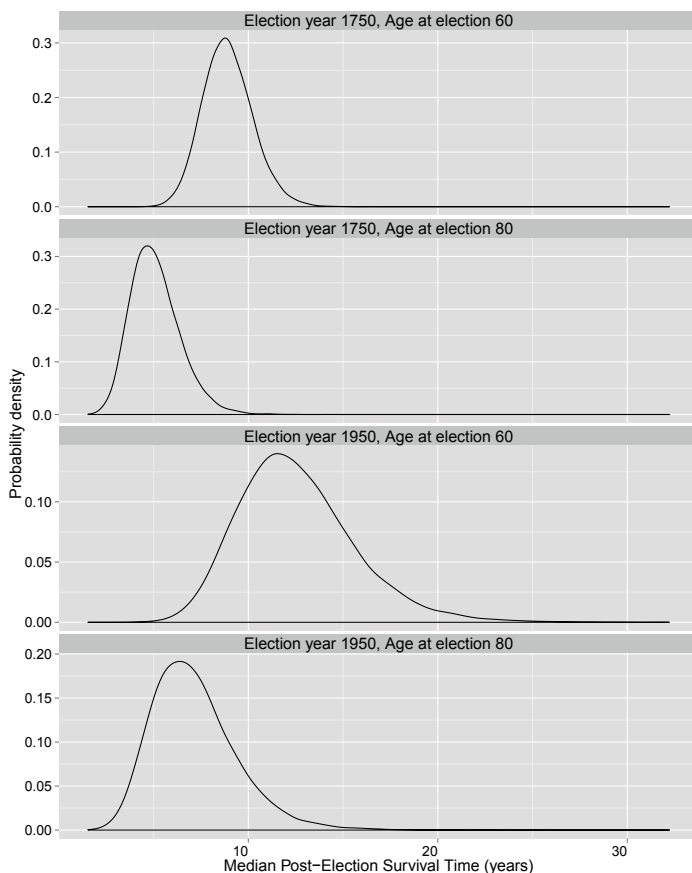 Election year 1750, Age at election 60
0.3
0.2
0.1
0.0
Election year 1750, Age at election 80
0.3
0.2
0.1
0.0
Probability density
Election year 1950, Age at election 60
0.10
0.05
0.00
Election year 1950, Age at election 80
0.20
0.15
0.10
0.05
0.00
10 20 30
Median Post−Election Survival Time (years)